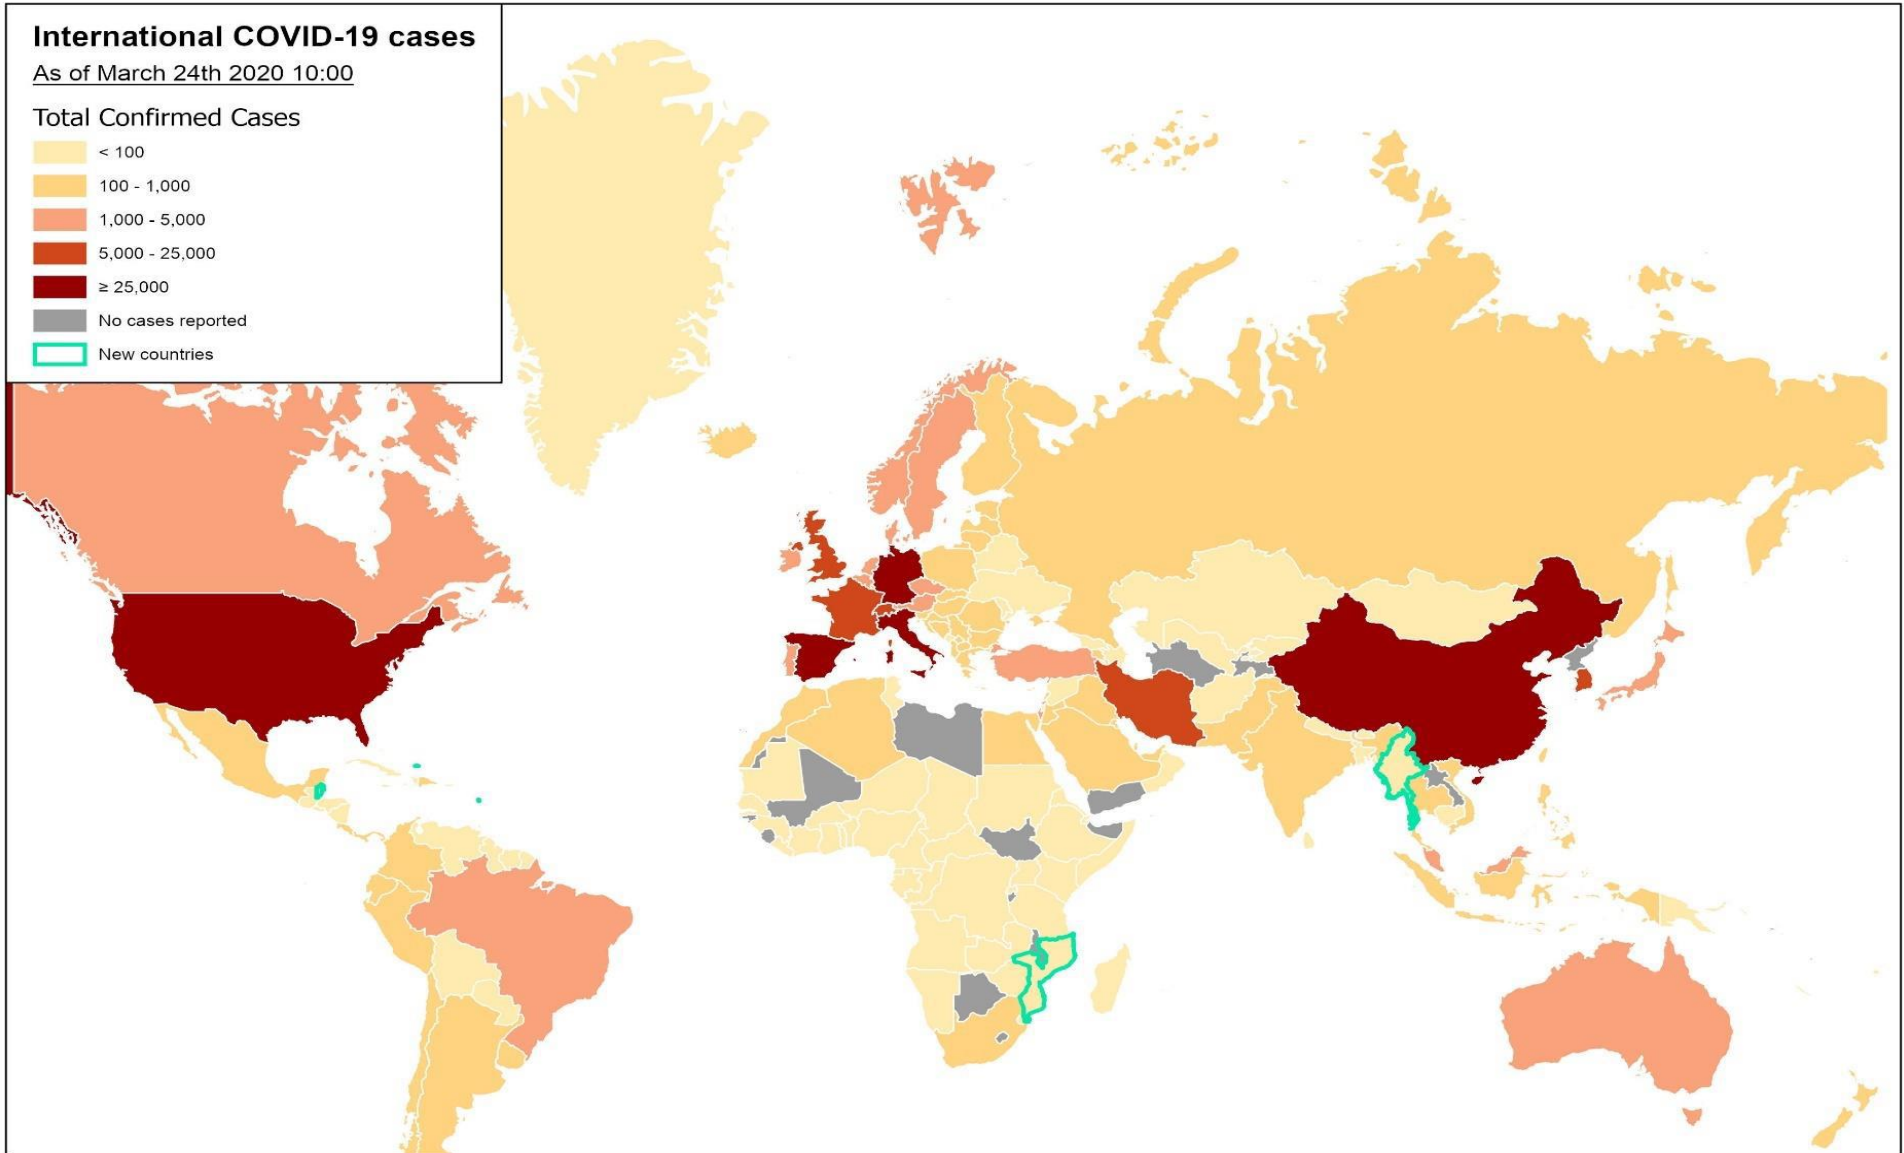 International COVID-19 cases
As of March 24th 2020 10:00
Total Confirmed Cases
< 100
100 - 1,000
1,000 - 5,000
5,000 - 25,000
≥ 25,000
No cases reported
New countries